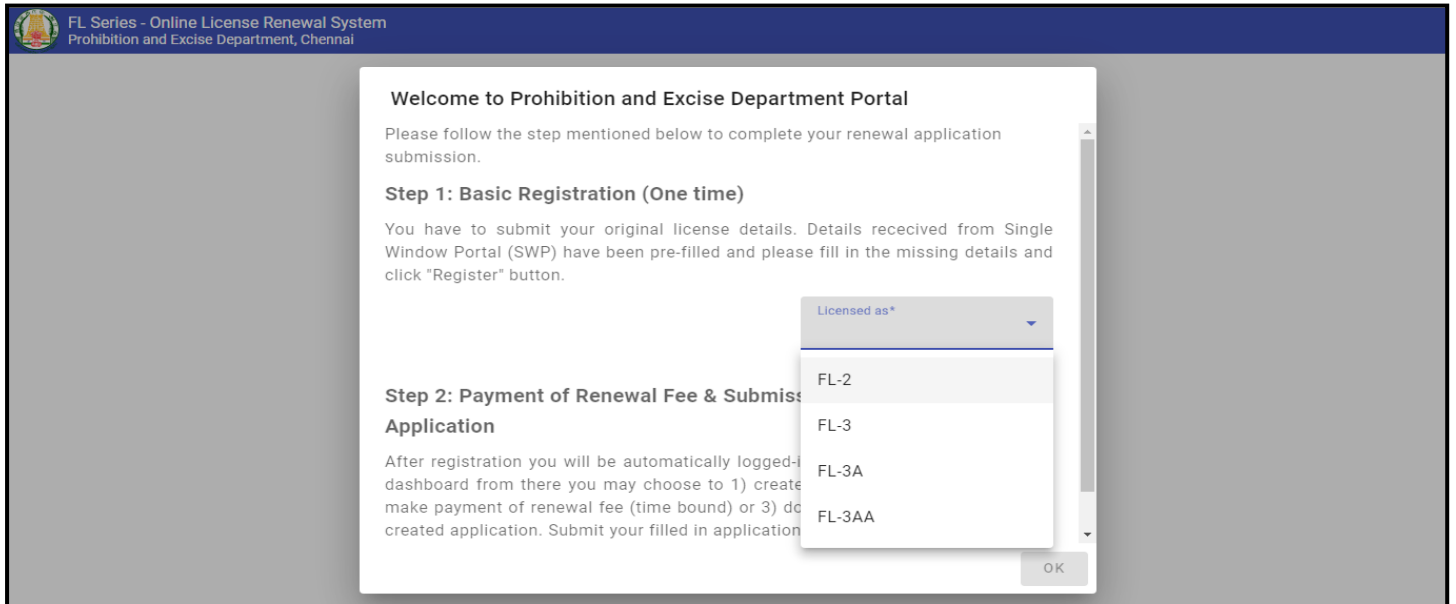 FL Series - Online License Renewal System
Prohibition and Excise Department, Chennai
Welcome to Prohibition and Excise Department Portal
Please follow the step mentioned below to complete your renewal application
submission.
Step 1: Basic Registration (One time)
You have to submit your original license details. Details rececived from Single
Window Portal (SWP) have been pre-filled and please fill in the missing details and
click "Register" button.
Licensed as*
FL-2
FL-3
FL-3A
FL-3AA
Step 2: Payment of Renewal Fee & Submiss
Application
After registration you will be automatically logged-i
dashboard from there you may choose to 1) create
make payment of renewal fee (time bound) or 3) do
created application. Submit your filled in application
OK